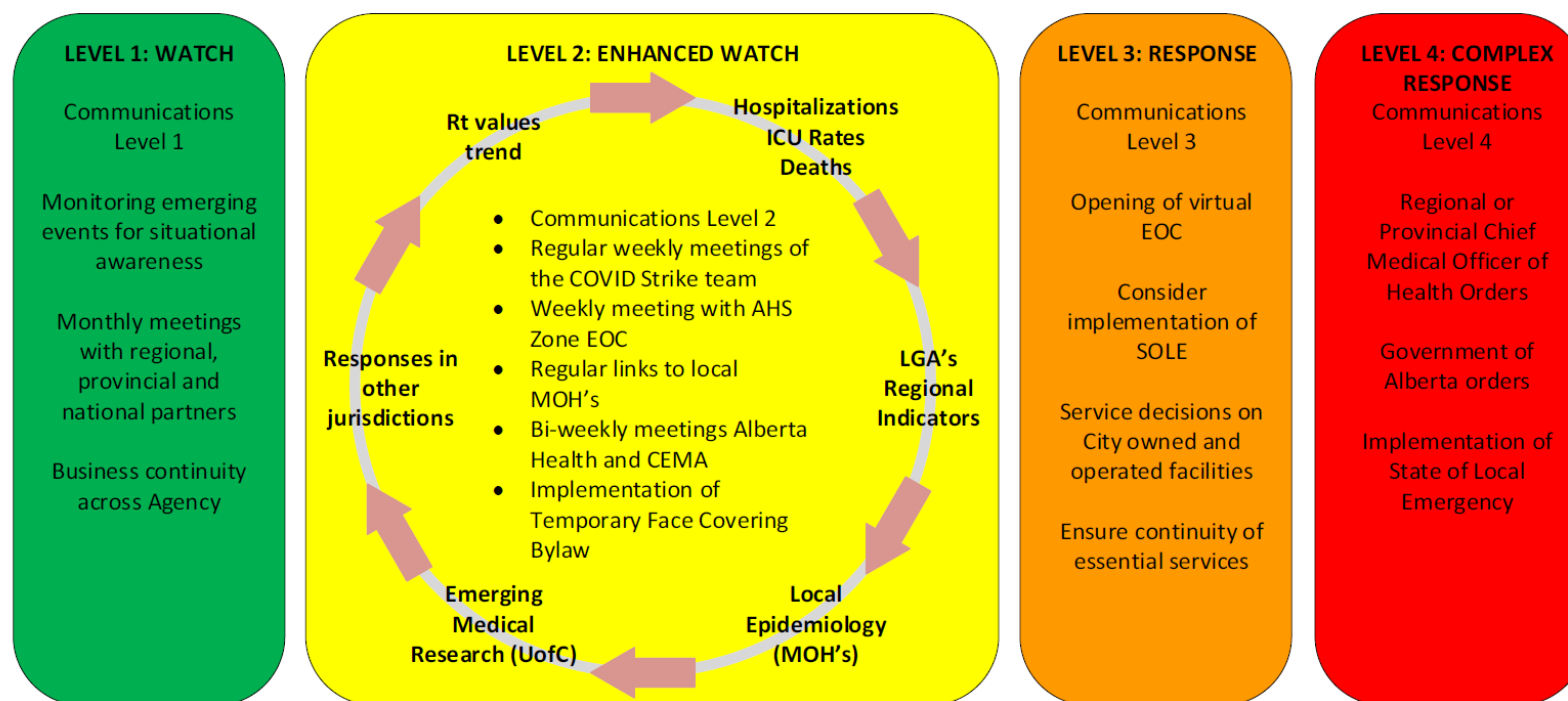 LEVEL 1: WATCH
Communications
Level 1
Monitoring emerging
events for situational
awareness
Monthly meetings
with regional,
provincial and
national partners
Business continuity
across Agency
LEVEL 2: ENHANCED WATCH
Rt values
trend
Hospitalizations
ICU Rates
Deaths
LGA’s
Regional
Indicators
Local
Epidemiology
(MOH’s)
Emerging
Medical
Research (UofC)
Responses in
other
jurisdictions
• Communications Level 2
• Regular weekly meetings of
the COVID Strike team
• Weekly meeting with AHS
Zone EOC
• Regular links to local
MOH’s
• Bi-weekly meetings Alberta
Health and CEMA
• Implementation of
Temporary Face Covering
Bylaw
LEVEL 3: RESPONSE
Communications
Level 3
Opening of virtual
EOC
Consider
implementation of
SOLE
Service decisions on
City owned and
operated facilities
Ensure continuity of
essential services
LEVEL 4: COMPLEX
RESPONSE
Communications
Level 4
Regional or
Provincial Chief
Medical Officer of
Health Orders
Government of
Alberta orders
Implementation of
State of Local
Emergency